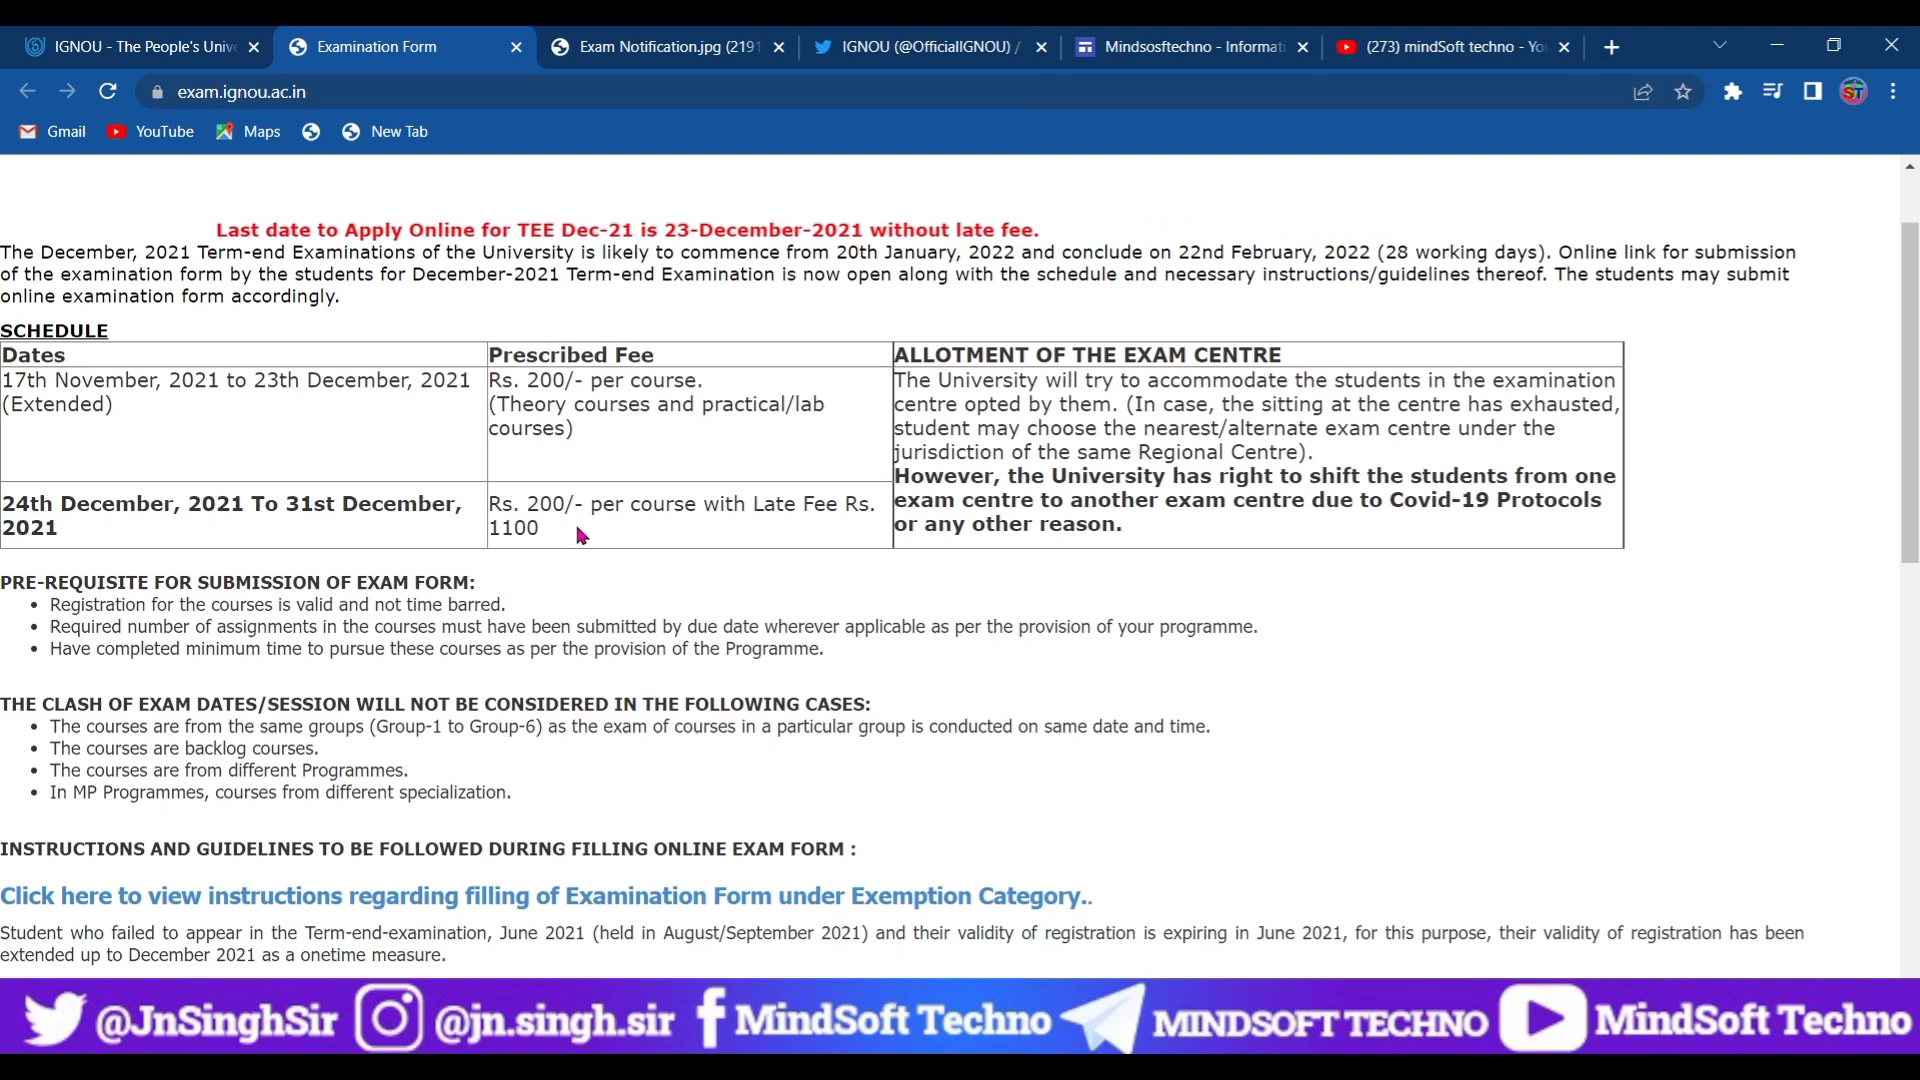 IGNOU - The People's Unive
Examination Form
Exam Notification.jpg (2191
IGNOU (@OfficialIGNOU) /
Mindsosftechno - Informati
(273) mindSoft techno - You
exam.ignou.ac.in
ST
Gmail
YouTube
Maps
New Tab
Last date to Apply Online for TEE Dec-21 is 23-December-2021 without late fee.
The December, 2021 Term-end Examinations of the University is likely to commence from 20th January, 2022 and conclude on 22nd February, 2022 (28 working days). Online link for submission
of the examination form by the students for December-2021 Term-end Examination is now open along with the schedule and necessary instructions/guidelines thereof. The students may submit
online examination form accordingly.
SCHEDULE
Dates
Prescribed Fee
ALLOTMENT OF THE EXAM CENTRE
17th November, 2021 to 23th December, 2021
(Extended)
Rs. 200/- per course.
(Theory courses and practical/lab
courses)
The University will try to accommodate the students in the examination
centre opted by them. (In case, the sitting at the centre has exhausted,
student may choose the nearest/alternate exam centre under the
jurisdiction of the same Regional Centre).
However, the University has right to shift the students from one
exam centre to another exam centre due to Covid-19 Protocols
or any other reason.
24th December, 2021 To 31st December,
2021
Rs. 200/- per course with Late Fee Rs.
1100
PRE-REQUISITE FOR SUBMISSION OF EXAM FORM:
• Registration for the courses is valid and not time barred.
• Required number of assignments in the courses must have been submitted by due date wherever applicable as per the provision of your programme.
• Have completed minimum time to pursue these courses as per the provision of the Programme.
THE CLASH OF EXAM DATES/SESSION WILL NOT BE CONSIDERED IN THE FOLLOWING CASES:
• The courses are from the same groups (Group-1 to Group-6) as the exam of courses in a particular group is conducted on same date and time.
• The courses are backlog courses.
• The courses are from different Programmes.
• In MP Programmes, courses from different specialization.
INSTRUCTIONS AND GUIDELINES TO BE FOLLOWED DURING FILLING ONLINE EXAM FORM :
Click here to view instructions regarding filling of Examination Form under Exemption Category..
Student who failed to appear in the Term-end-examination, June 2021 (held in August/September 2021) and their validity of registration is expiring in June 2021, for this purpose, their validity of registration has been
extended up to December 2021 as a onetime measure.
@JnSinghSir @jn.singh.sir MindSoft Techno MINDSOFT TECHNO MindSoft Techno